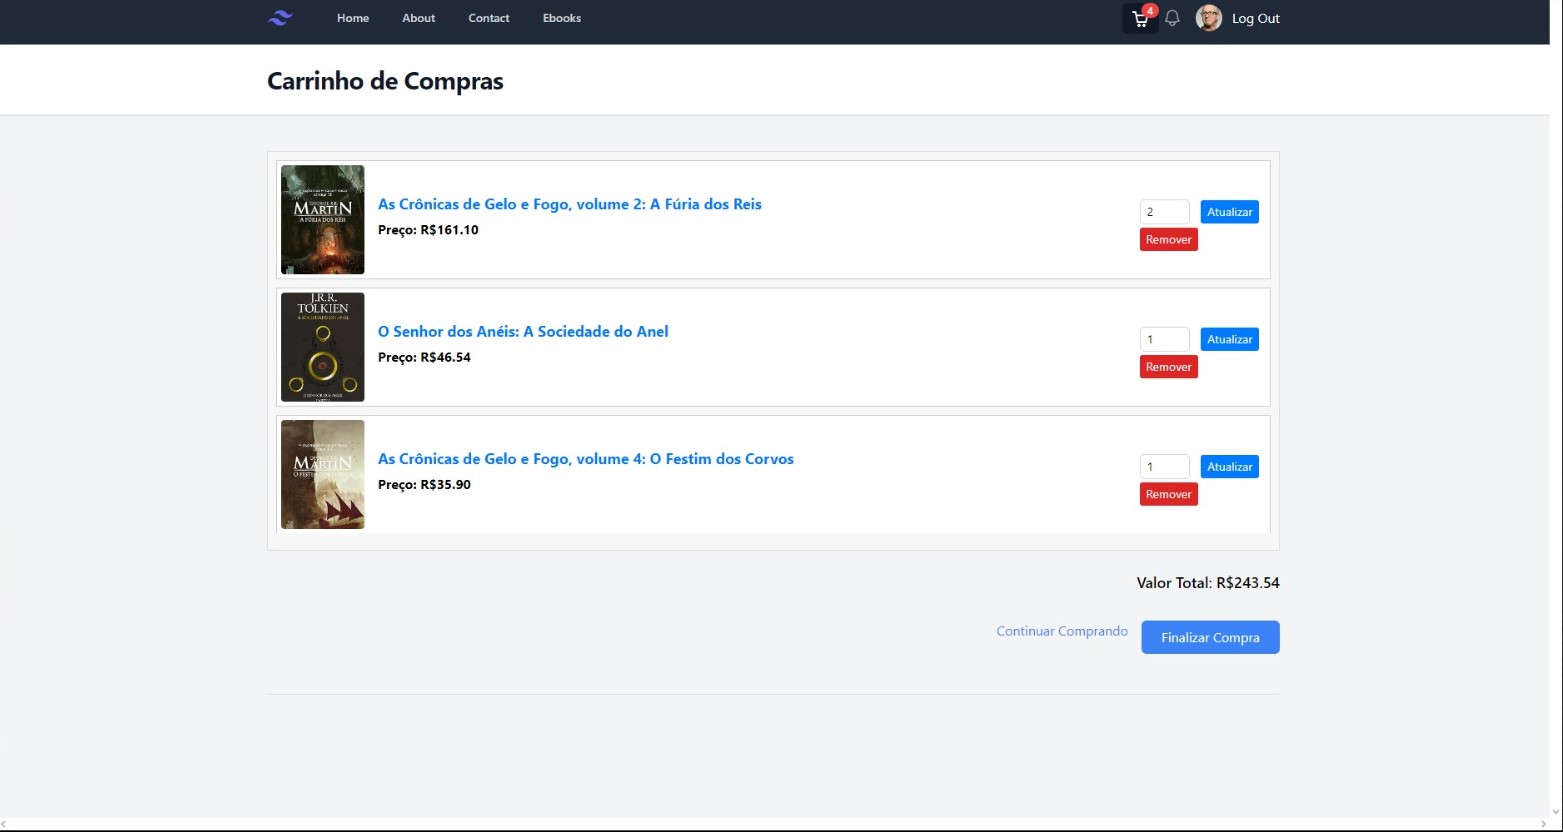 Home About Contact Ebooks 4 Log Out
Carrinho de Compras
MARTIN
A FÚRIA DOS REIS
As Crônicas de Gelo e Fogo, volume 2: A Fúria dos Reis
Preço: R$161.10
2 Atualizar
Remover
J.R.R.
TOLKIEN
A SOCIEDADE DO ANEL
O Senhor dos Anéis: A Sociedade do Anel
Preço: R$46.54
1 Atualizar
Remover
MARTIN
As Crônicas de Gelo e Fogo, volume 4: O Festim dos Corvos
Preço: R$35.90
1 Atualizar
Remover
Valor Total: R$243.54
Continuar Comprando Finalizar Compra